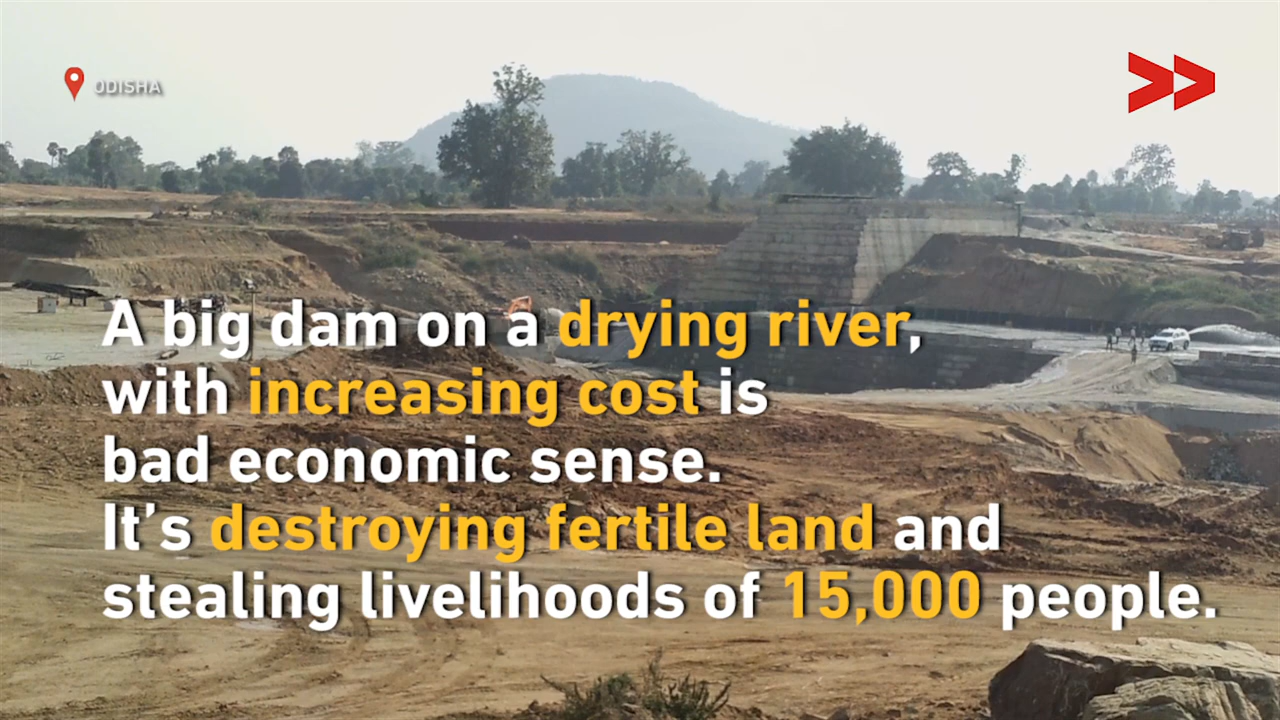 ODISHA
A big dam on a drying river,
with increasing cost is
bad economic sense.
It's destroying fertile land and
stealing livelihoods of 15,000 people.